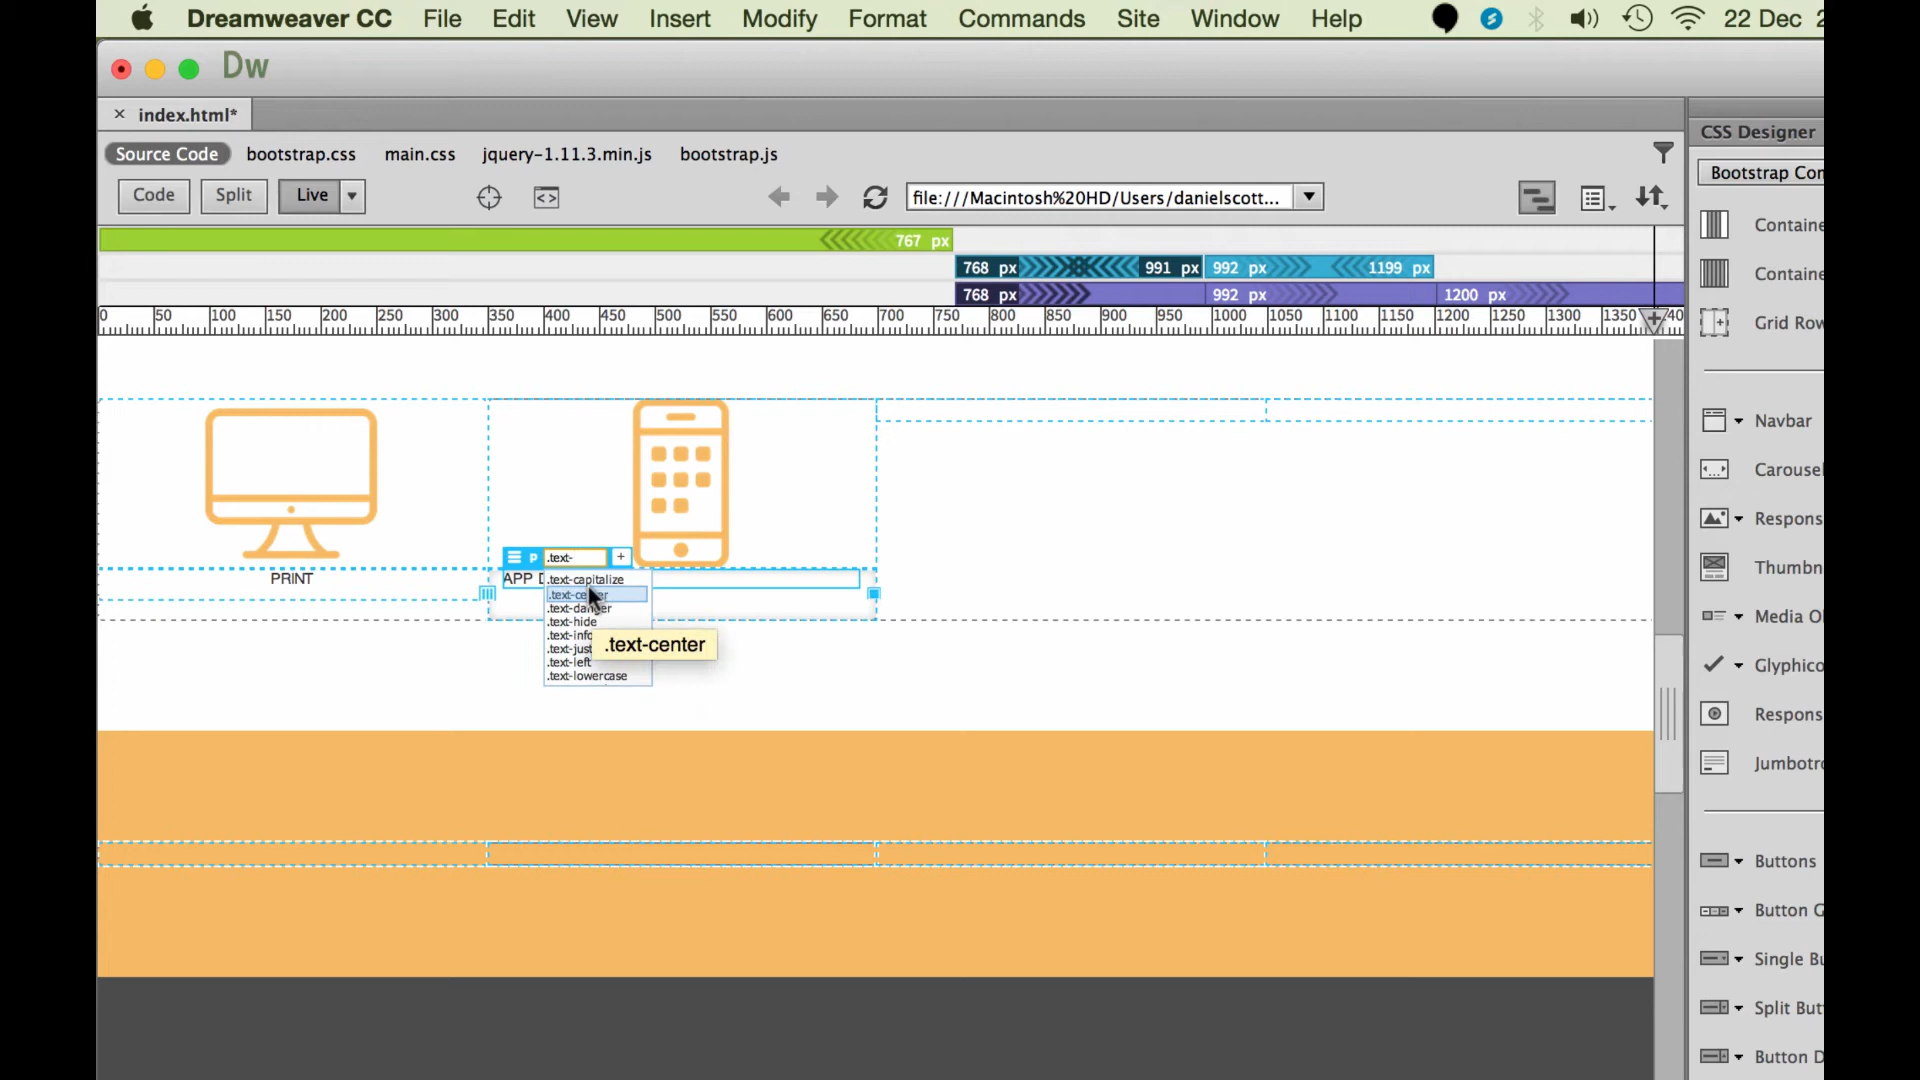 Dreamweaver CC File Edit View Insert Modify Format Commands Site Window Help 22 Dec
Dw
× index.html*
CSS Designer
Source Code bootstrap.css main.css jquery-1.11.3.min.js bootstrap.js
Bootstrap Con
Code Split Live file:///Macintosh%20HD/Users/danielscott...
Containe
767 px
768 px 991 px 992 px 1199 px
Containe
768 px 992 px 1200 px
0 50 100 150 200 250 300 350 400 450 500 550 600 650 700 750 800 850 900 950 1000 1050 1100 1150 1200 1250 1300 1350 40
Grid Row
Navbar
Carousel
Respons
P .text- +
Thumbn
PRINT
APP D
.text-capitalize
.text-center
.text-danger
.text-hide
.text-info
.text-just
.text-left
.text-lowercase
.text-center
Media Ol
Glyphico
Respons
Jumbotro
Buttons
Button G
Single Bu
Split But
Button D